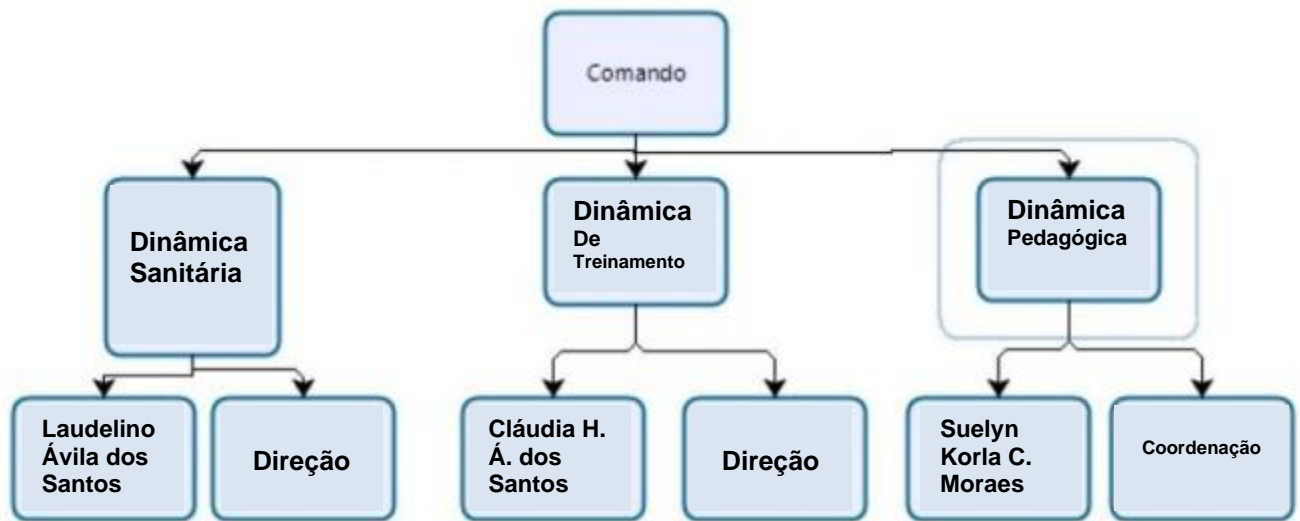 Comando
Dinâmica
Sanitária
Dinâmica
De
Treinamento
Dinâmica
Pedagógica
Laudelino
Ávila dos
Santos
Direção
Cláudia H.
Á. dos
Santos
Direção
Suelyn
Korla C.
Moraes
Coordenação